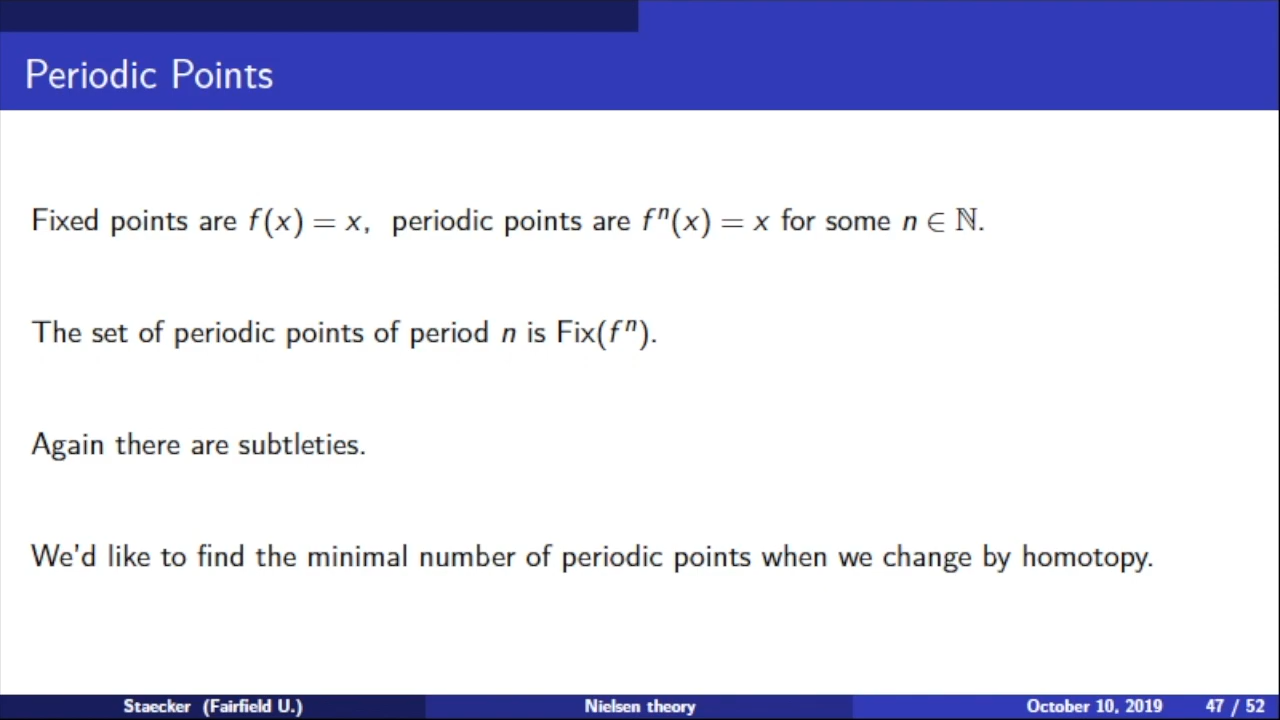 Periodic Points
Fixed points are f(x) = x, periodic points are fⁿ(x) = x for some n ∈ ℕ.
The set of periodic points of period n is Fix(fⁿ).
Again there are subtleties.
We'd like to find the minimal number of periodic points when we change by homotopy.
Staecker (Fairfield U.) Nielsen theory October 10, 2019 47 / 52